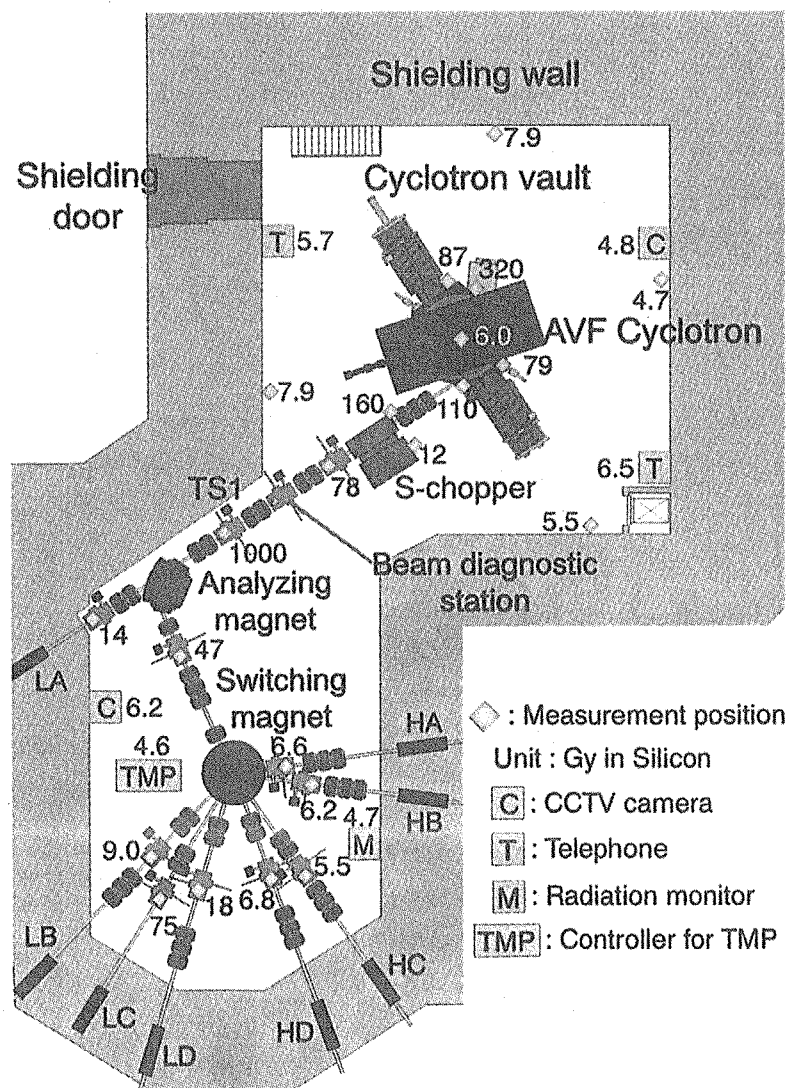 Shielding wall
7.9
Shielding
door
Cyclotron vault
T 5.7
4.8 C
87
320
4.7
6.0
AVF Cyclotron
79
7.9
160
110
12
6.5 T
TS1
78
S-chopper
5.5
1000
Beam diagnostic
station
Analyzing
magnet
14
47
LA
Switching
magnet
C 6.2
4.6
TMP
6.6
HA
6.2
4.7
HB
M
9.0
5.5
18
6.8
75
LB
LC
LD
HD
HC
: Measurement position
Unit : Gy in Silicon
C : CCTV camera
T : Telephone
M : Radiation monitor
TMP : Controller for TMP